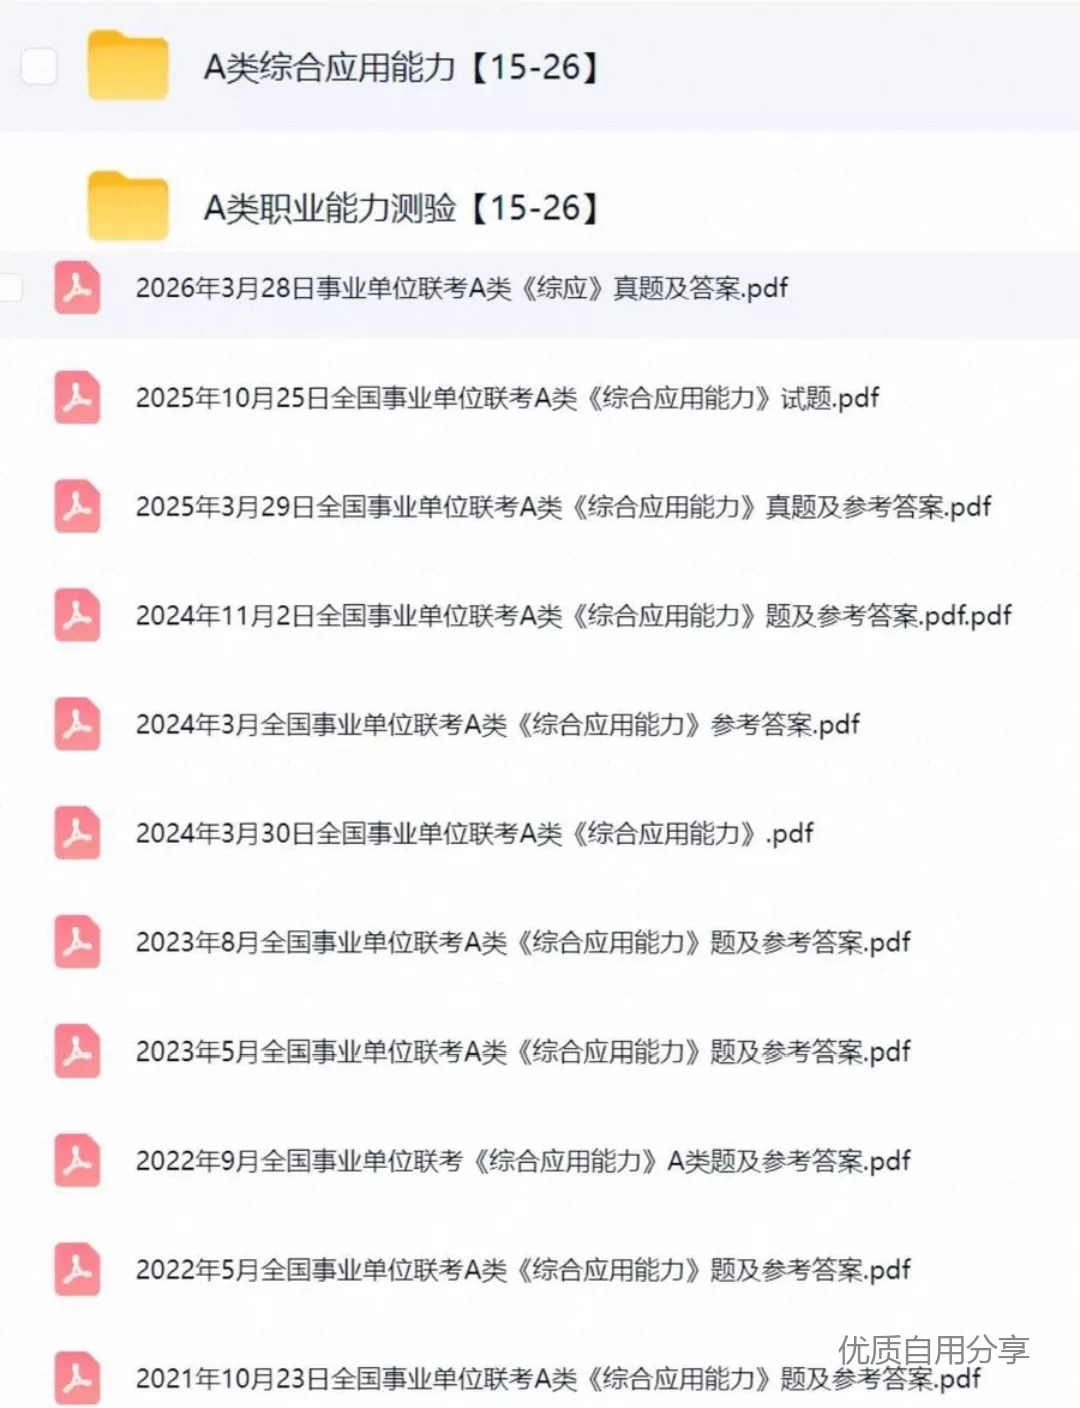 A类综合应用能力【15-26】
A类职业能力测验【15-26】
2026年3月28日事业单位联考A类《综应》真题及答案.pdf
2025年10月25日全国事业单位联考A类《综合应用能力》试题.pdf
2025年3月29日全国事业单位联考A类《综合应用能力》真题及参考答案.pdf
2024年11月2日全国事业单位联考A类《综合应用能力》题及参考答案.pdf.pdf
2024年3月全国事业单位联考A类《综合应用能力》参考答案.pdf
2024年3月30日全国事业单位联考A类《综合应用能力》.pdf
2023年8月全国事业单位联考A类《综合应用能力》题及参考答案.pdf
2023年5月全国事业单位联考A类《综合应用能力》题及参考答案.pdf
2022年9月全国事业单位联考《综合应用能力》A类题及参考答案.pdf
2022年5月全国事业单位联考A类《综合应用能力》题及参考答案.pdf
优质自用分享
2021年10月23日全国事业单位联考A类《综合应用能力》题及参考答案.pdf